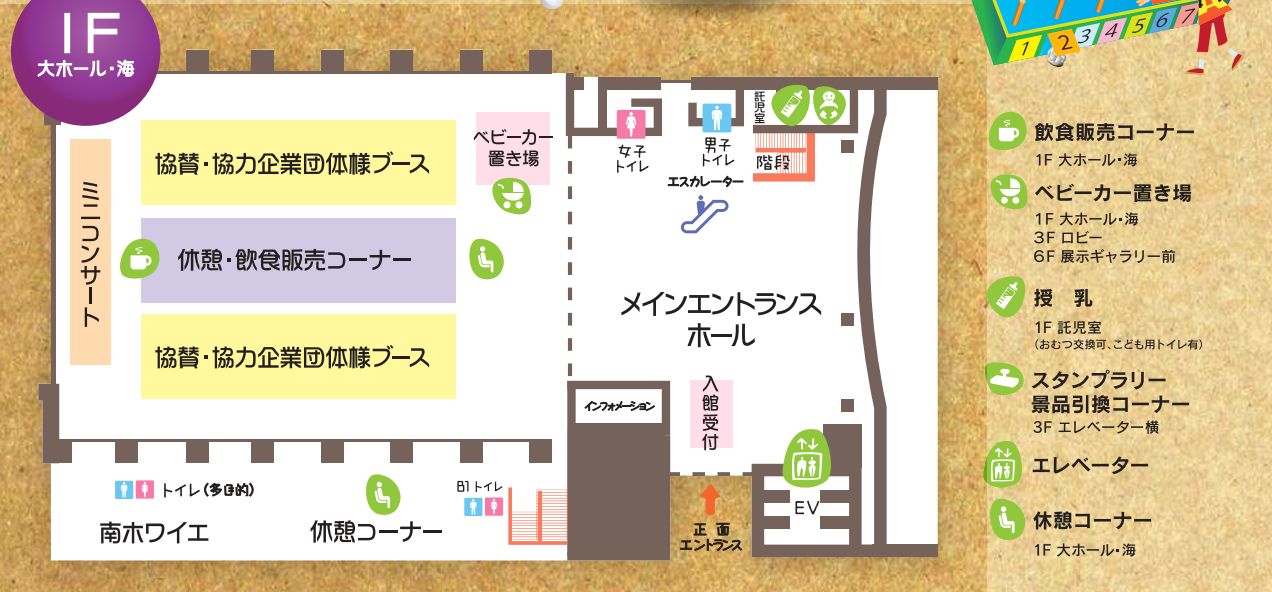 1F
大ホール・海
1
2
3
4
5
6
7
ミニコンサート
協賛・協力企業団体様ブース
休憩・飲食販売コーナー
協賛・協力企業団体様ブース
ベビーカー
置き場
女子
トイレ
男子
トイレ
託児室
階段
エスカレーター
メインエントランス
ホール
インフォメーション
入館受付
EV
正面
エントランス
トイレ(多目的)
南ホワイエ
休憩コーナー
B1トイレ
飲食販売コーナー
1F 大ホール・海
ベビーカー置き場
1F 大ホール・海
3F ロビー
6F 展示ギャラリー前
授 乳
1F 託児室
(おむつ交換可、こども用トイレ有)
スタンプラリー
景品引換コーナー
3F エレベーター横
エレベーター
休憩コーナー
1F 大ホール・海